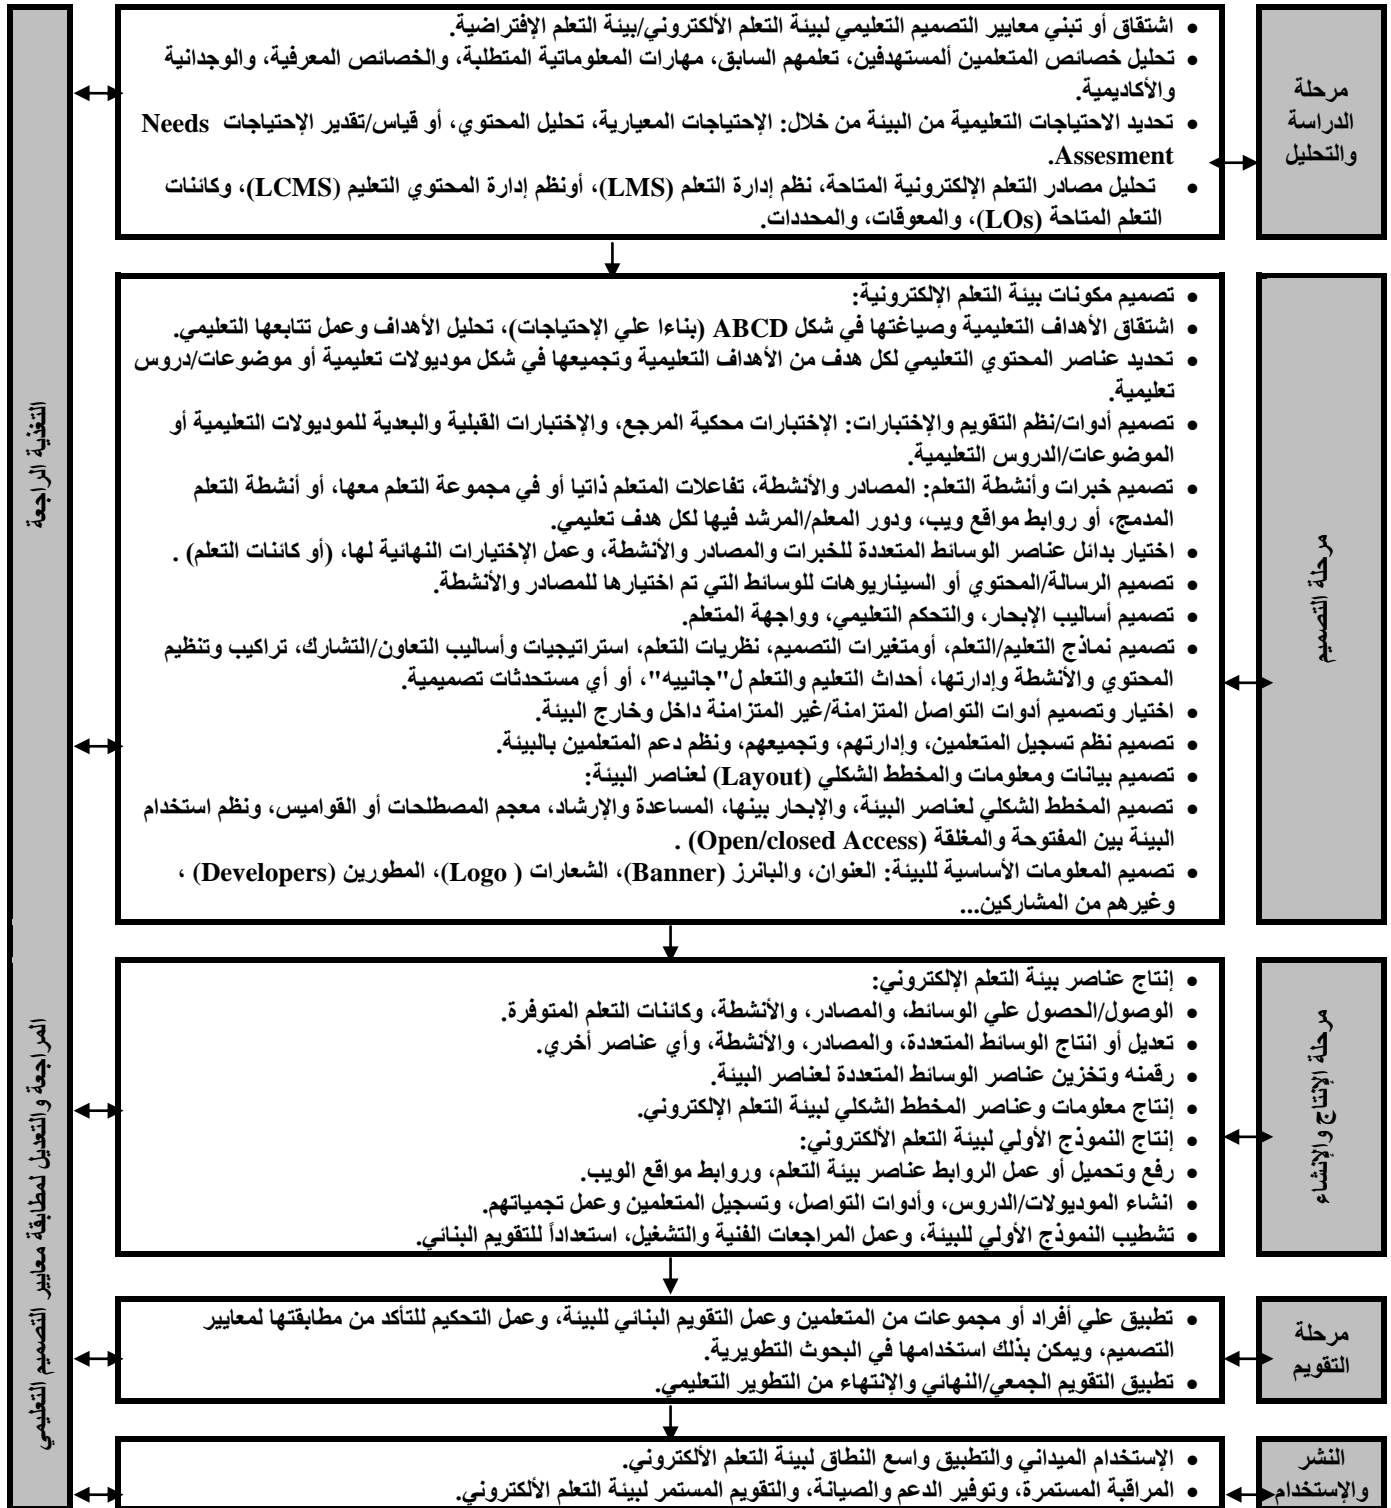 مرحلة
الدراسة
والتحليل
• اشتقاق أو تبني معايير التصميم التعليمي لبيئة التعلم الألكتروني/بيئة التعلم الإفتراضية.
• تحليل خصائص المتعلمين ألمستهدفين، تعلمهم السابق، مهارات المعلوماتية المتطلبة، والخصائص المعرفية، والوجدانية
والأكاديمية.
• تحديد الاحتياجات التعليمية من البيئة من خلال: الإحتياجات المعيارية، تحليل المحتوي، أو قياس/تقدير الإحتياجات Needs
Assesment.
• تحليل مصادر التعلم الإلكترونية المتاحة، نظم إدارة التعلم (LMS)، أونظم إدارة المحتوي التعليم (LCMS)، وكائنات
التعلم المتاحة (LOs)، والمعوقات، والمحددات.
مرحلة التصميم
• تصميم مكونات بيئة التعلم الإلكترونية:
• اشتقاق الأهداف التعليمية وصياغتها في شكل ABCD (بناءا علي الإحتياجات)، تحليل الأهداف وعمل تتابعها التعليمي.
• تحديد عناصر المحتوي التعليمي لكل هدف من الأهداف التعليمية وتجميعها في شكل موديولات تعليمية أو موضوعات/دروس
تعليمية.
• تصميم أدوات/نظم التقويم والإختبارات: الإختبارات محكية المرجع، والإختبارات القبلية والبعدية للموديولات التعليمية أو
الموضوعات/الدروس التعليمية.
• تصميم خبرات وأنشطة التعلم: المصادر والأنشطة، تفاعلات المتعلم ذاتيا أو في مجموعة التعلم معها، أو أنشطة التعلم
المدمج، أو روابط مواقع ويب، ودور المعلم/المرشد فيها لكل هدف تعليمي.
• اختيار بدائل عناصر الوسائط المتعددة للخبرات والمصادر والأنشطة، وعمل الإختيارات النهائية لها، (أو كائنات التعلم) .
• تصميم الرسالة/المحتوي أو السيناريوهات للوسائط التي تم اختيارها للمصادر والأنشطة.
• تصميم أساليب الإبحار، والتحكم التعليمي، وواجهة المتعلم.
• تصميم نماذج التعليم/التعلم، أومتغيرات التصميم، نظريات التعلم، استراتيجيات وأساليب التعاون/التشارك، تراكيب وتنظيم
المحتوي والأنشطة وإدارتها، أحداث التعليم والتعلم ل"جانييه"، أو أي مستحدثات تصميمية.
• اختيار وتصميم أدوات التواصل المتزامنة/غير المتزامنة داخل وخارج البيئة.
• تصميم نظم تسجيل المتعلمين، وإدارتهم، وتجميعهم، ونظم دعم المتعلمين بالبيئة.
• تصميم بيانات ومعلومات والمخطط الشكلي (Layout) لعناصر البيئة:
• تصميم المخطط الشكلي لعناصر البيئة، والإبحار بينها، المساعدة والإرشاد، معجم المصطلحات أو القواميس، ونظم استخدام
البيئة بين المفتوحة والمغلقة (Open/closed Access) .
• تصميم المعلومات الأساسية للبيئة: العنوان، والبانرز (Banner)، الشعارات ( Logo)، المطورين (Developers) ،
وغيرهم من المشاركين...
مرحلة الإنتاج والإنشاء
• إنتاج عناصر بيئة التعلم الإلكتروني:
• الوصول/الحصول علي الوسائط، والمصادر، والأنشطة، وكائنات التعلم المتوفرة.
• تعديل أو انتاج الوسائط المتعددة، والمصادر، والأنشطة، وأي عناصر أخري.
• رقمنه وتخزين عناصر الوسائط المتعددة لعناصر البيئة.
• إنتاج معلومات وعناصر المخطط الشكلي لبيئة التعلم الإلكتروني.
• إنتاج النموذج الأولي لبيئة التعلم الألكتروني:
• رفع وتحميل أو عمل الروابط عناصر بيئة التعلم، وروابط مواقع الويب.
• انشاء الموديولات/الدروس، وأدوات التواصل، وتسجيل المتعلمين وعمل تجمياتهم.
• تشطيب النموذج الأولي للبيئة، وعمل المراجعات الفنية والتشغيل، استعداداً للتقويم البنائي.
مرحلة
التقويم
• تطبيق علي أفراد أو مجموعات من المتعلمين وعمل التقويم البنائي للبيئة، وعمل التحكيم للتأكد من مطابقتها لمعايير
التصميم، ويمكن بذلك استخدامها في البحوث التطويرية.
• تطبيق التقويم الجمعي/النهائي والإنتهاء من التطوير التعليمي.
النشر
والإستخدام
• الإستخدام الميداني والتطبيق واسع النطاق لبيئة التعلم الألكتروني.
• المراقبة المستمرة، وتوفير الدعم والصيانة، والتقويم المستمر لبيئة التعلم الألكتروني.
التغذية الراجعة
المراجعة والتعديل لمطابقة معايير التصميم التعليمي